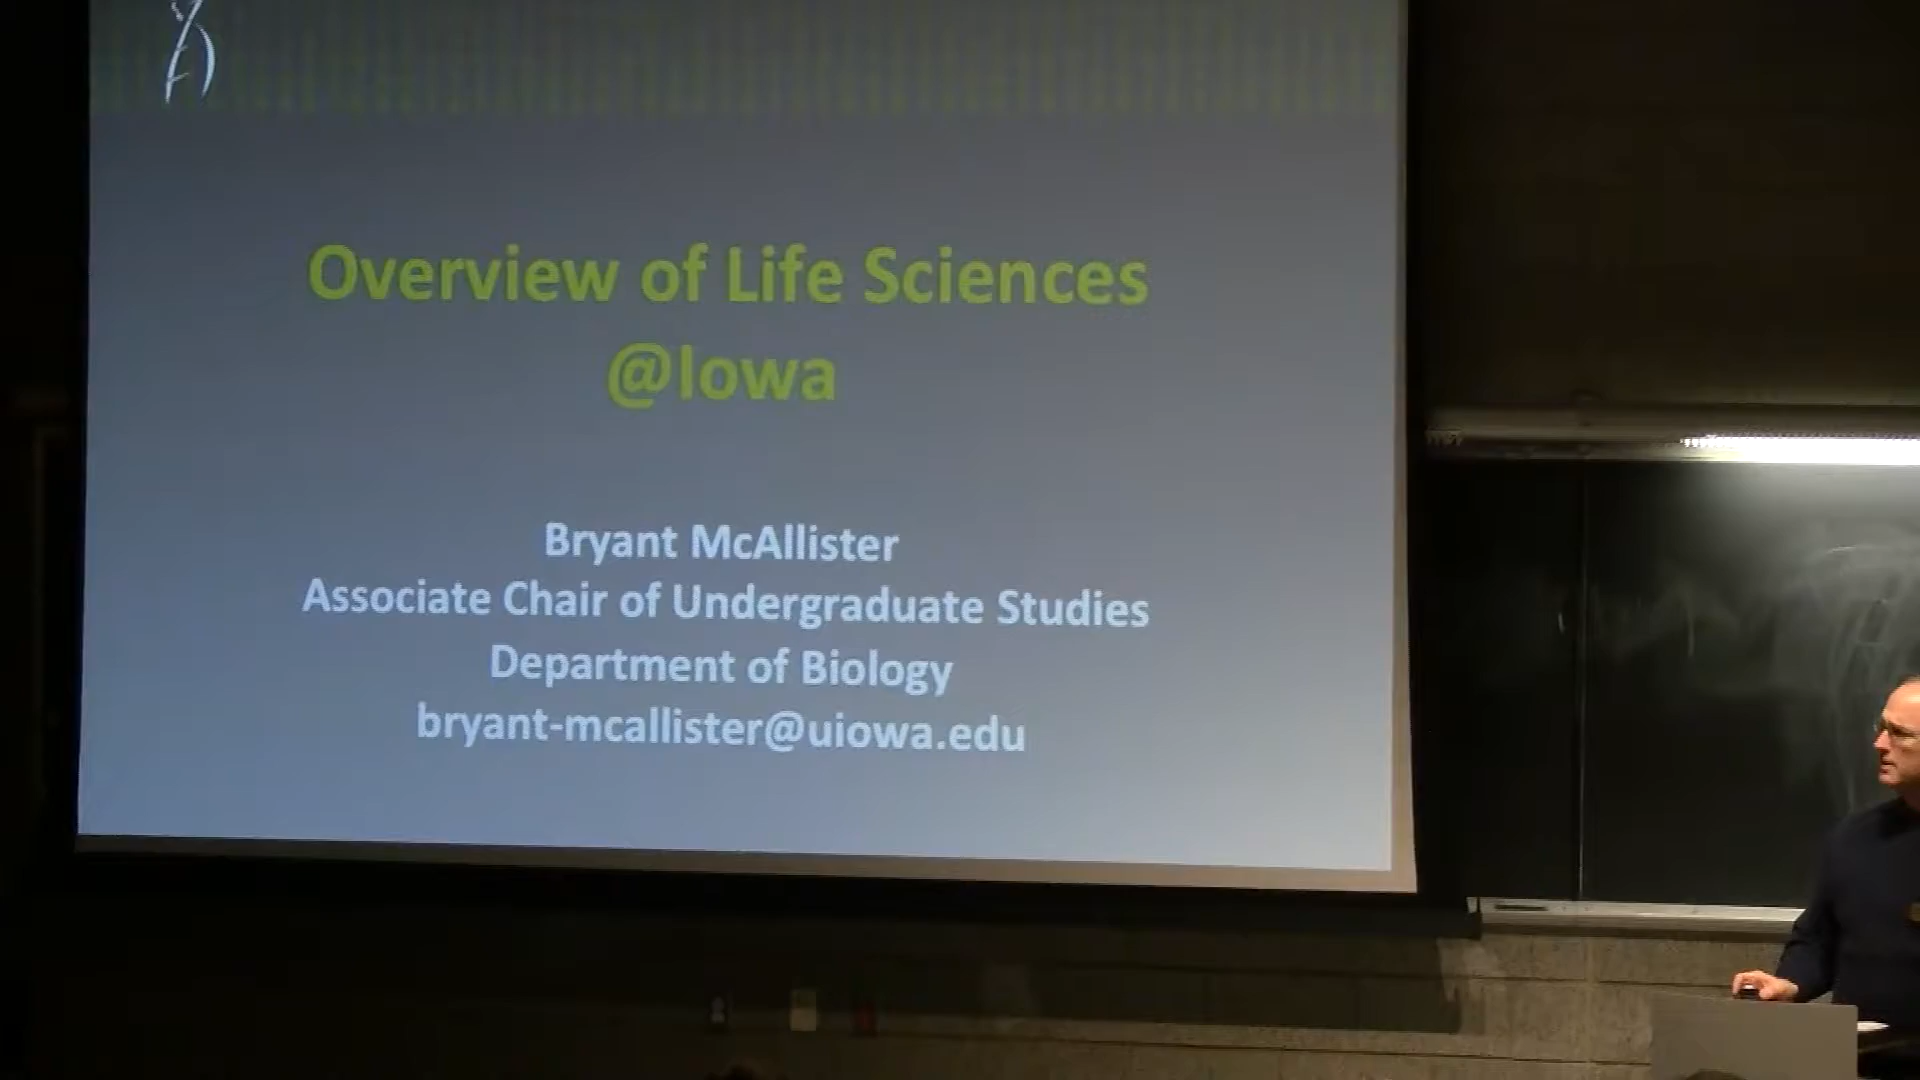 Overview of Life Sciences
@Iowa
Bryant McAllister
Associate Chair of Undergraduate Studies
Department of Biology
bryant-mcallister@uiowa.edu